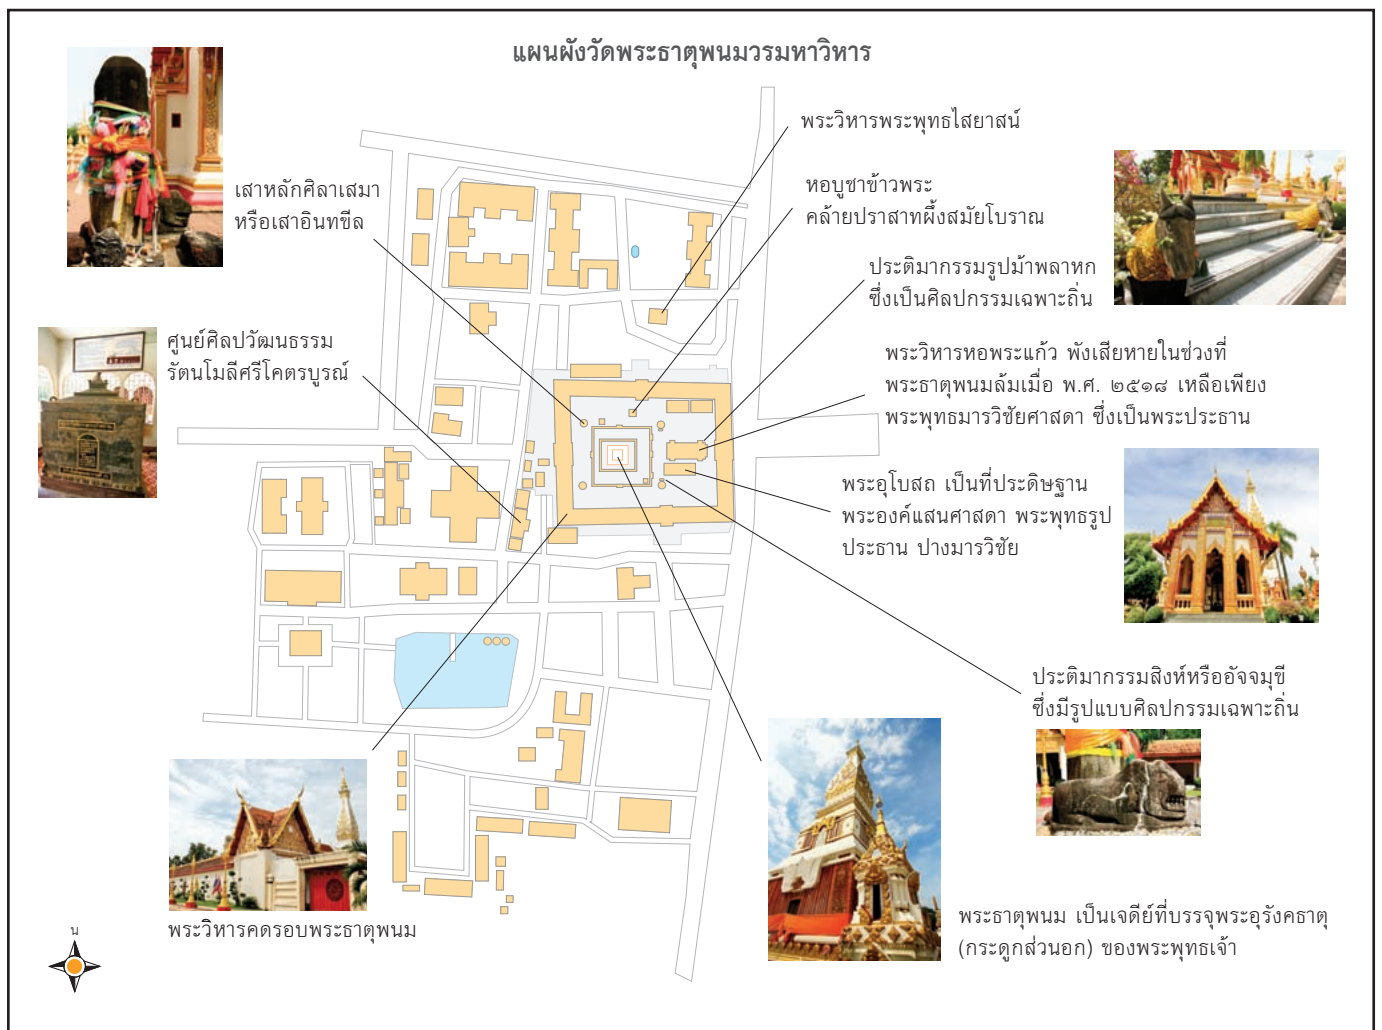 แผนผังวัดพระธาตุพนมวรมหาวิหาร
พระวิหารพระพุทธไสยาสน์
เสาหลักศิลาเสมา
หรือเสาอินทขีล
หอบูชาข้าวพระ
คล้ายปราสาทผึ้งสมัยโบราณ
ประติมากรรมรูปม้าพลาหก
ซึ่งเป็นศิลปกรรมเฉพาะถิ่น
ศูนย์ศิลปวัฒนธรรม
รัตนโมลีศรีโคตรบูรณ์
พระวิหารหอพระแก้ว พังเสียหายในช่วงที่
พระธาตุพนมล้มเมื่อ พ.ศ. ๒๕๑๘ เหลือเพียง
พระพุทธมารวิชัยศาสดา ซึ่งเป็นพระประธาน
พระอุโบสถ เป็นที่ประดิษฐาน
พระองค์แสนศาสดา พระพุทธรูป
ประธาน ปางมารวิชัย
ประติมากรรมสิงห์หรืออัจจมุขี
ซึ่งมีรูปแบบศิลปกรรมเฉพาะถิ่น
พระวิหารคดรอบพระธาตุพนม
พระธาตุพนม เป็นเจดีย์ที่บรรจุพระอุรังคธาตุ
(กระดูกส่วนอก) ของพระพุทธเจ้า
น